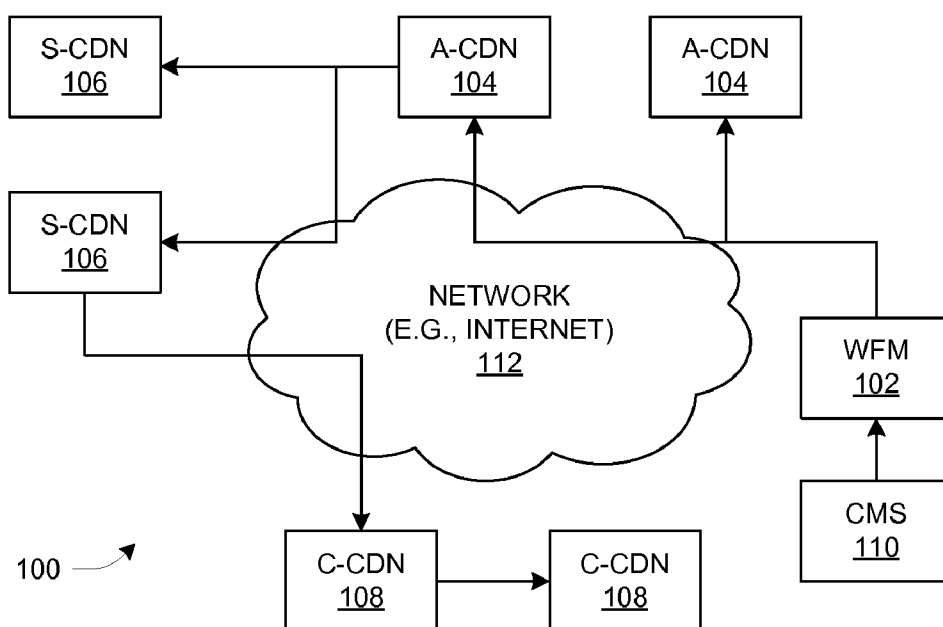 S-CDN
106
A-CDN
104
A-CDN
104
S-CDN
106
NETWORK
(E.G., INTERNET)
112
WFM
102
CMS
110
100
C-CDN
108
C-CDN
108